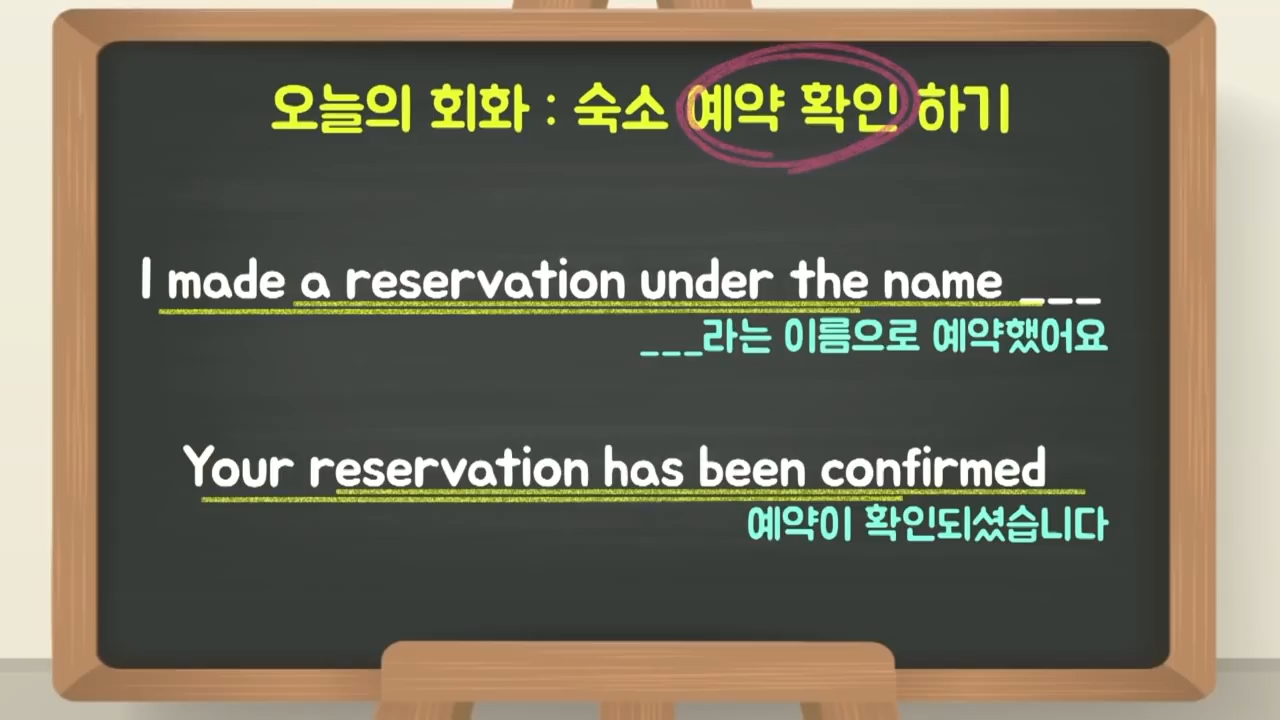 오늘의 회화 : 숙소 예약 확인 하기
I made a reservation under the name ___
___라는 이름으로 예약했어요
Your reservation has been confirmed
예약이 확인되셨습니다